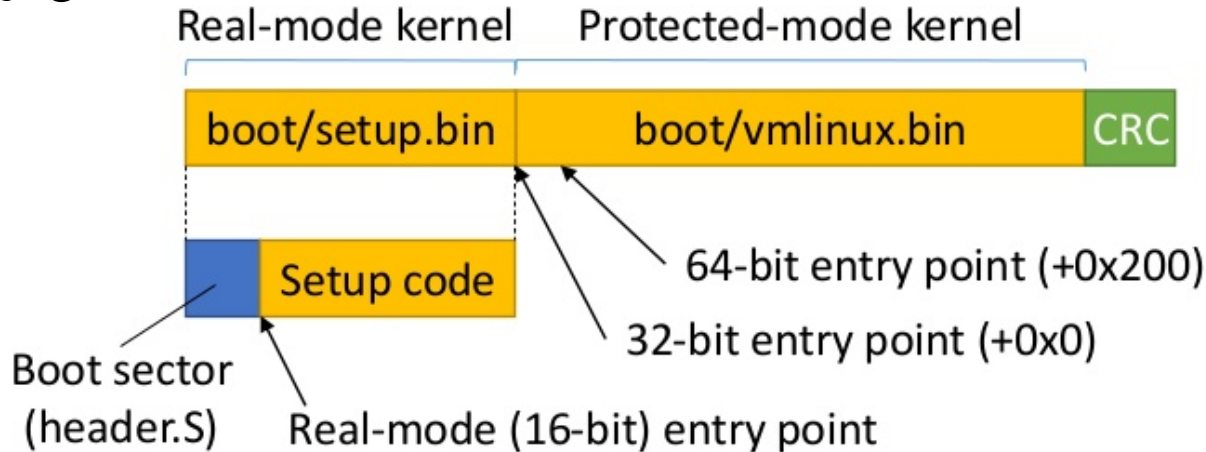 Real-mode kernel
Protected-mode kernel
boot/setup.bin
boot/vmlinux.bin
CRC
Setup code
64-bit entry point (+0x200)
32-bit entry point (+0x0)
Boot sector
(header.S)
Real-mode (16-bit) entry point